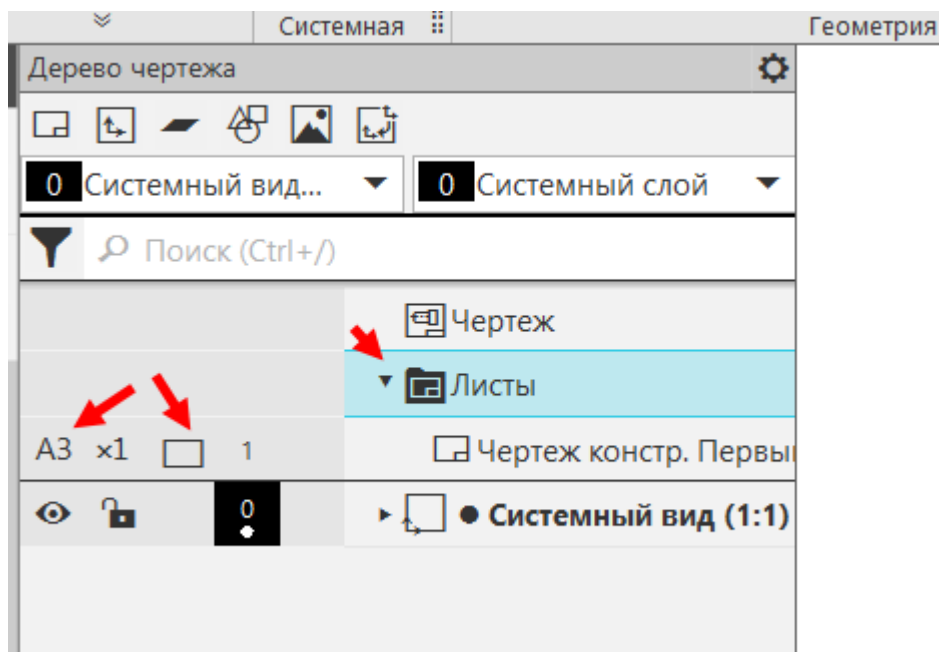 Системная Геометрия
Дерево чертежа
0 Системный вид... 0 Системный слой
Поиск (Ctrl+/)
Чертеж
Листы
А3 ×1 1 Чертеж констр. Первы
0 Системный вид (1:1)